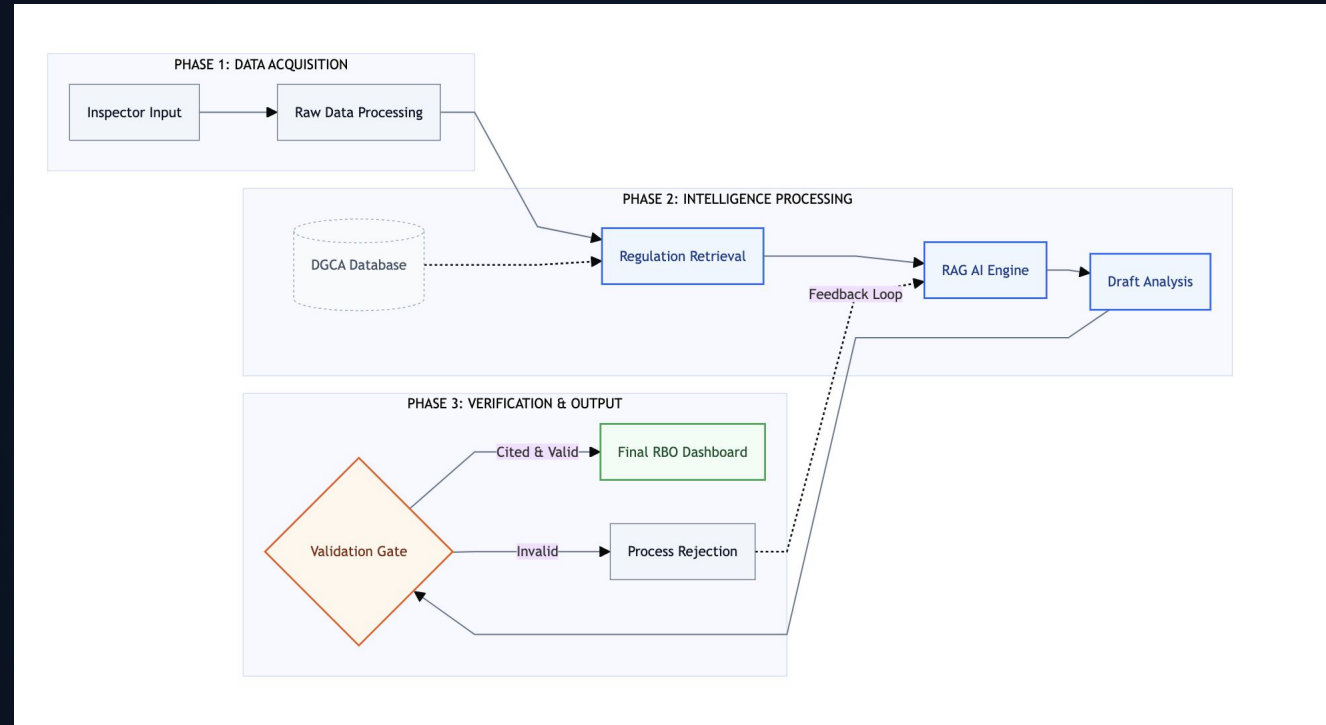 PHASE 1: DATA ACQUISITION
Inspector Input
Raw Data Processing
PHASE 2: INTELLIGENCE PROCESSING
DGCA Database
Regulation Retrieval
RAG AI Engine
Draft Analysis
Feedback Loop
PHASE 3: VERIFICATION & OUTPUT
Cited & Valid
Final RBO Dashboard
Validation Gate
Invalid
Process Rejection